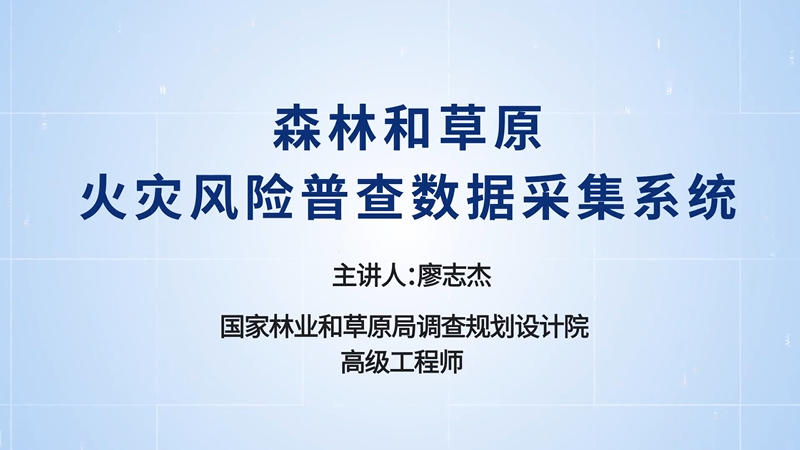 森林和草原
火灾风险普查数据采集系统
主讲人:廖志杰
国家林业和草原局调查规划设计院
高级工程师